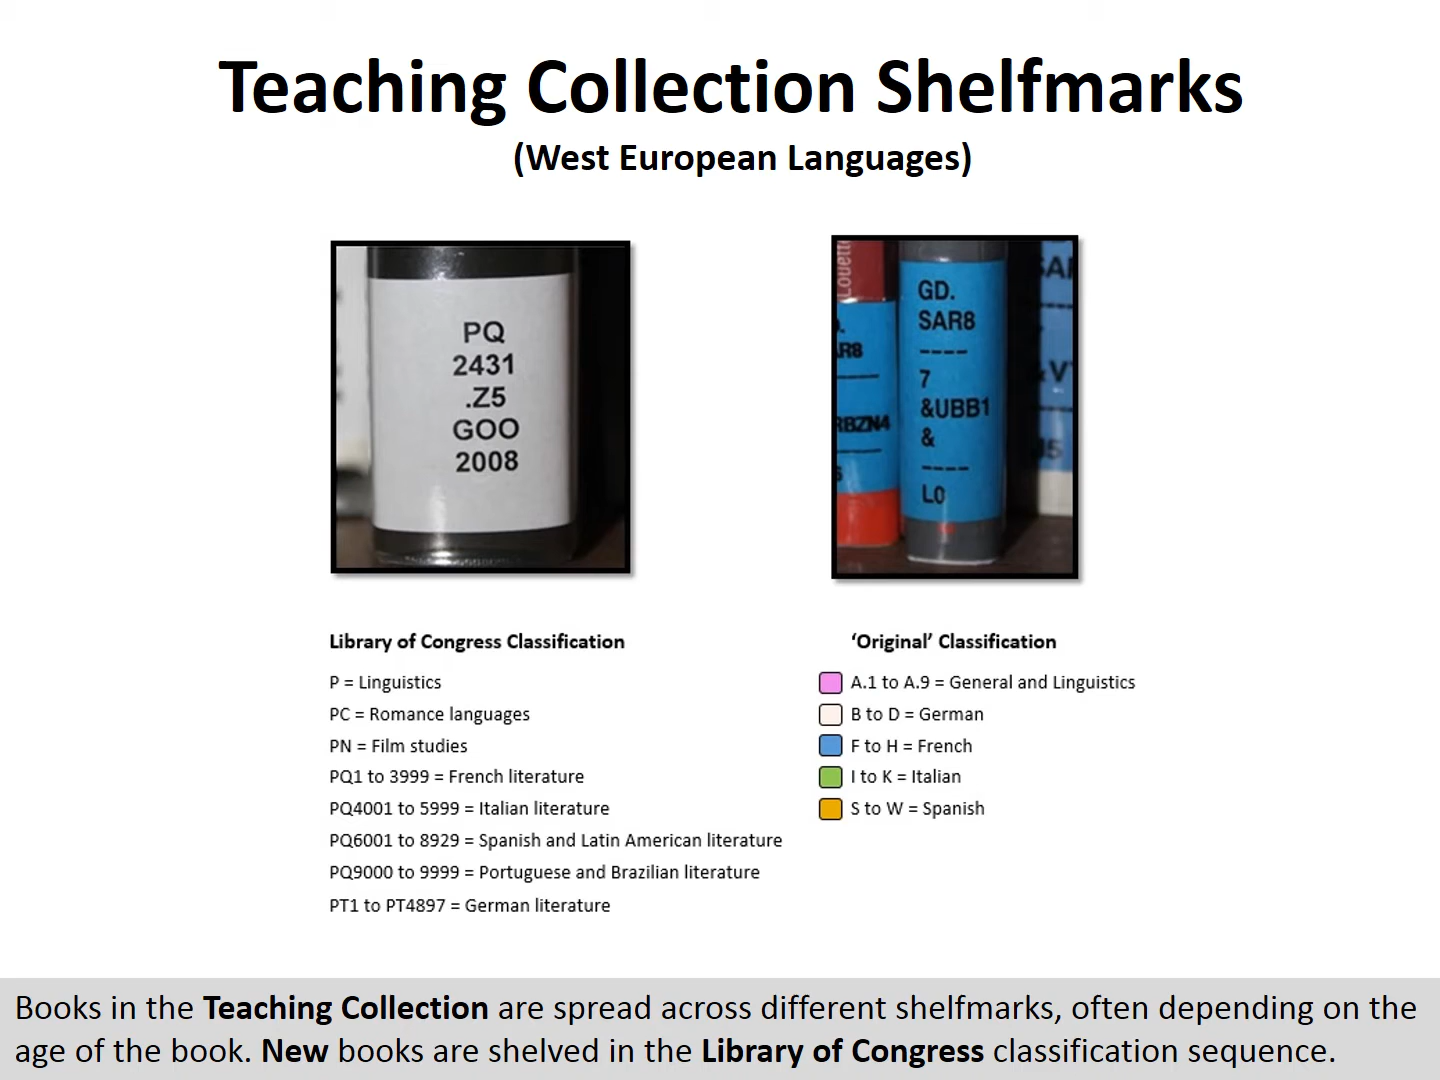 Teaching Collection Shelfmarks
(West European Languages)
PQ
2431
.Z5
GOO
2008
GD.
SAR8
----
7
&UBB1
&
----
LO
Library of Congress Classification
P = Linguistics
PC = Romance languages
PN = Film studies
PQ1 to 3999 = French literature
PQ4001 to 5999 = Italian literature
PQ6001 to 8929 = Spanish and Latin American literature
PQ9000 to 9999 = Portuguese and Brazilian literature
PT1 to PT4897 = German literature
‘Original’ Classification
A.1 to A.9 = General and Linguistics
B to D = German
F to H = French
I to K = Italian
S to W = Spanish
Books in the Teaching Collection are spread across different shelfmarks, often depending on the
age of the book. New books are shelved in the Library of Congress classification sequence.